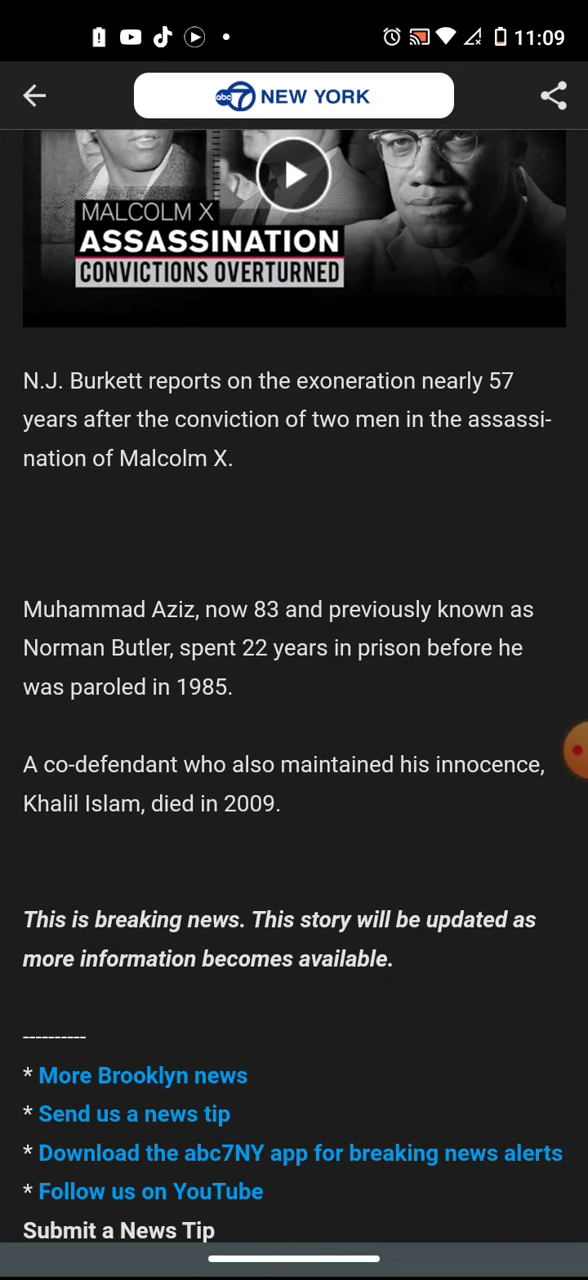 11:09
abc 7 NEW YORK
MALCOLM X
ASSASSINATION
CONVICTIONS OVERTURNED
N.J. Burkett reports on the exoneration nearly 57
years after the conviction of two men in the assassi-
nation of Malcolm X.
Muhammad Aziz, now 83 and previously known as
Norman Butler, spent 22 years in prison before he
was paroled in 1985.
A co-defendant who also maintained his innocence,
Khalil Islam, died in 2009.
This is breaking news. This story will be updated as
more information becomes available.
----------
* More Brooklyn news
* Send us a news tip
* Download the abc7NY app for breaking news alerts
* Follow us on YouTube
Submit a News Tip